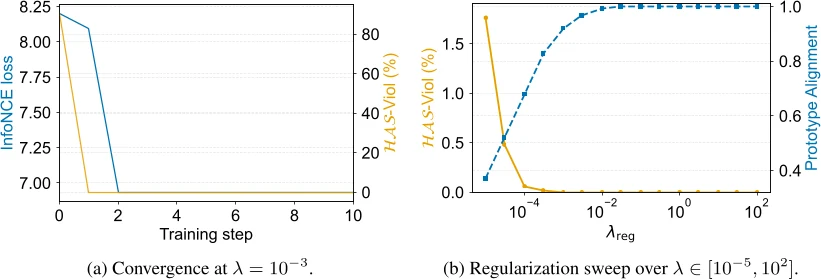 8.25
8.00
7.75
7.50
7.25
7.00
InfoNCE loss
80
60
40
20
0
HAS-Viol (%)
0 2 4 6 8 10
Training step
(a) Convergence at λ = 10⁻³.
1.5
1.0
0.5
0.0
HAS-Viol (%)
1.0
0.8
0.6
0.4
Prototype Alignment
10⁻⁴ 10⁻² 10⁰ 10²
λreg
(b) Regularization sweep over λ ∈ [10⁻⁵, 10²].